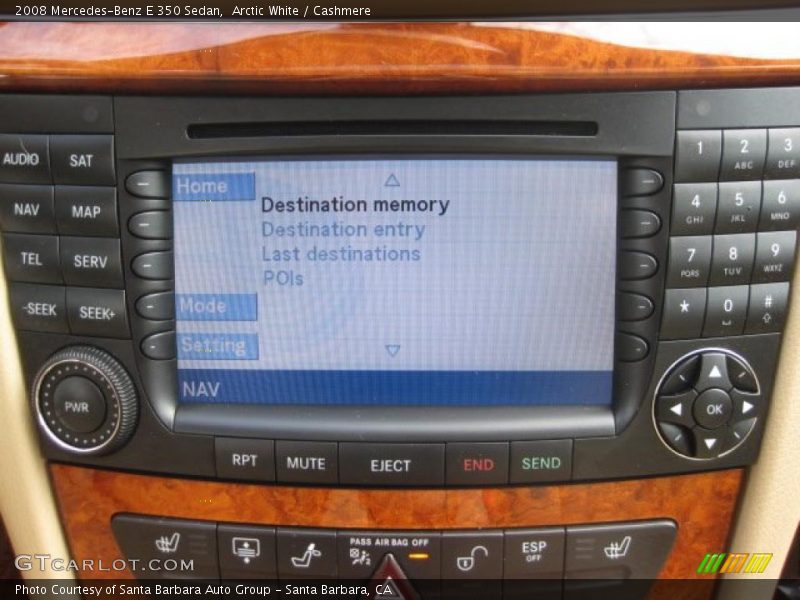 2008 Mercedes-Benz E 350 Sedan, Arctic White / Cashmere
AUDIO SAT
NAV MAP
TEL SERV
-SEEK SEEK+
PWR
Home
Destination memory
Destination entry
Last destinations
POIs
Mode
Setting
NAV
1 2 ABC 3 DEF
4 GHI 5 JKL 6 MNO
7 PQRS 8 TUV 9 WXYZ
* 0 #
OK
RPT MUTE EJECT END SEND
PASS AIR BAG OFF
ESP OFF
GTCARLOT.COM
Photo Courtesy of Santa Barbara Auto Group - Santa Barbara, CA